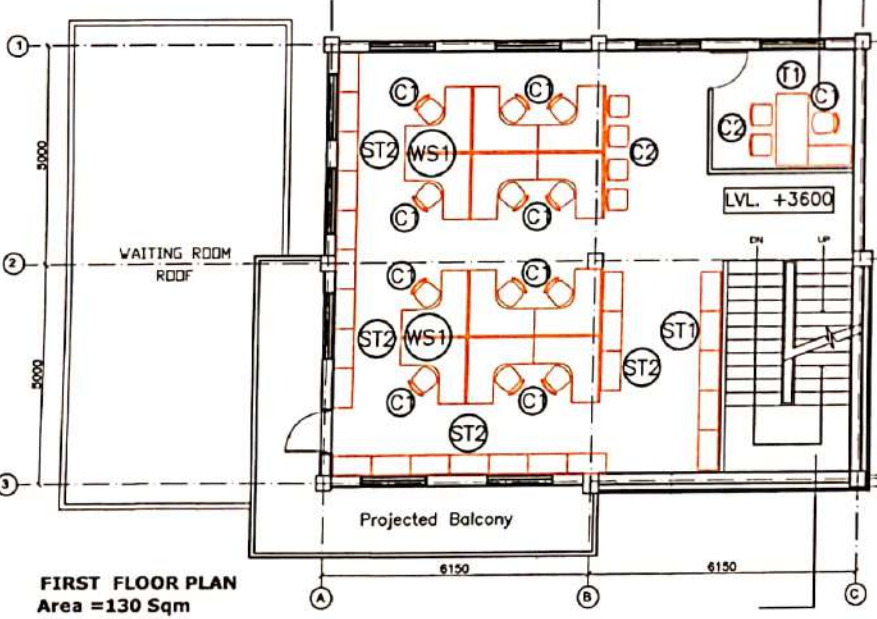 1
T1
C1
C1
C1
C2
C2
ST2
WS1
C1
C1
LVL. +3600
5000
DN
UP
WAITING ROOM
ROOF
2
C1
C1
ST2
WS1
ST1
ST2
5000
C1
C1
ST2
3
Projected Balcony
6150
6150
FIRST FLOOR PLAN
Area =130 Sqm
A
B
C